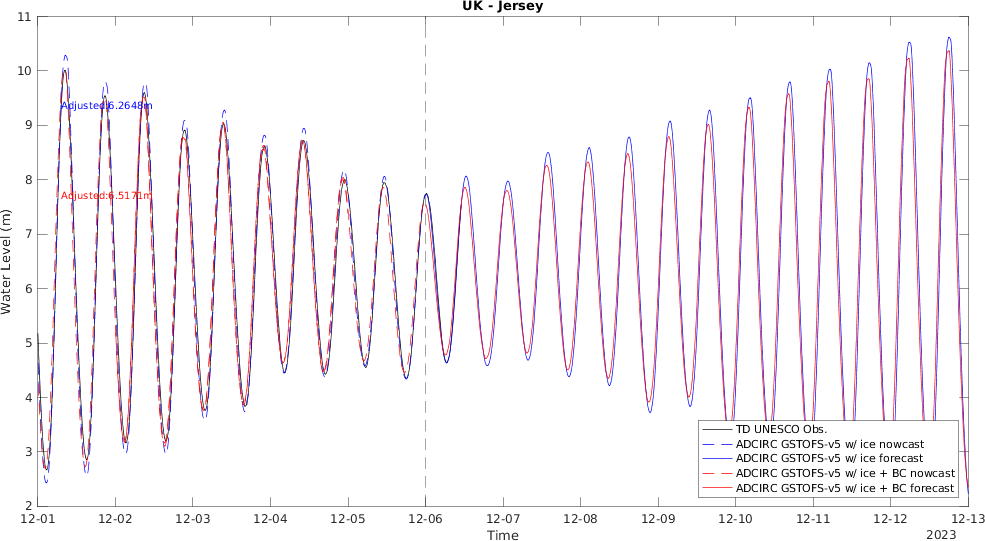 UK - Jersey
11
10
9
8
7
6
5
4
3
2
Water Level (m)
Adjusted:6.2648m
Adjusted:6.5171m
TD UNESCO Obs.
ADCIRC GSTOFS-v5 w/ ice nowcast
ADCIRC GSTOFS-v5 w/ ice forecast
ADCIRC GSTOFS-v5 w/ ice + BC nowcast
ADCIRC GSTOFS-v5 w/ ice + BC forecast
12-01 12-02 12-03 12-04 12-05 12-06 12-07 12-08 12-09 12-10 12-11 12-12 12-13
Time
2023